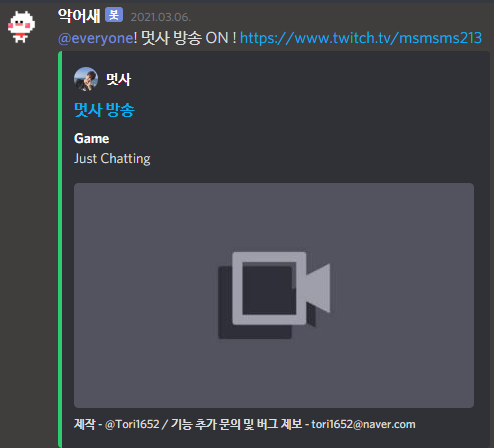 악어새 봇 2021.03.06.
@everyone! 멋사 방송 ON ! https://www.twitch.tv/msmsms213
멋사
멋사 방송
Game
Just Chatting
제작 - @Tori1652 / 기능 추가 문의 및 버그 제보 - tori1652@naver.com